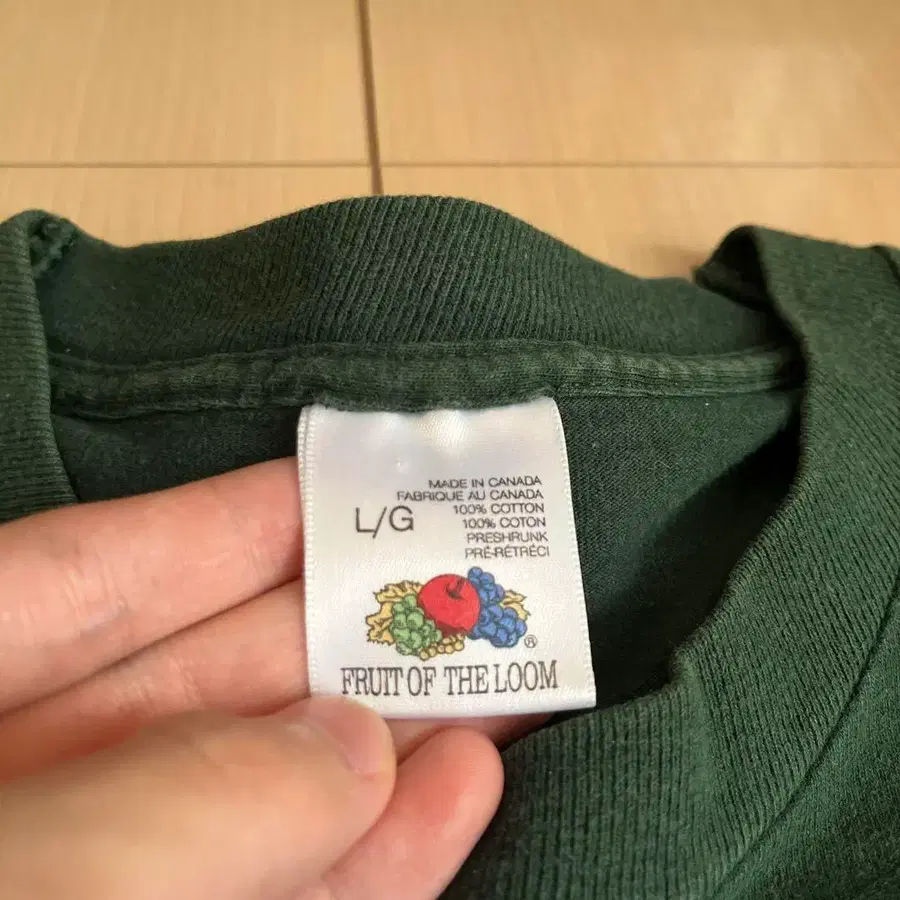 MADE IN CANADA
FABRIQUE AU CANADA
L/G
100% COTTON
100% COTON
PRESHRUNK
PRÉ-RÉTRÉCI
®
FRUIT OF THE LOOM